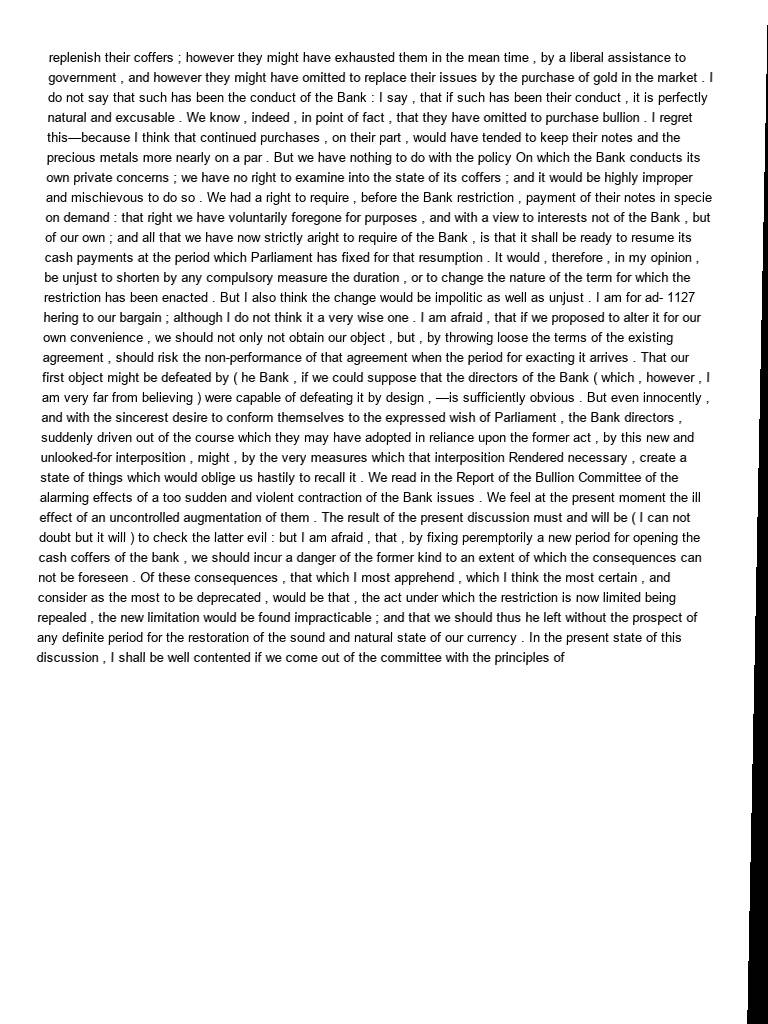 replenish their coffers ; however they might have exhausted them in the mean time , by a liberal assistance to
government , and however they might have omitted to replace their issues by the purchase of gold in the market . I
do not say that such has been the conduct of the Bank : I say , that if such has been their conduct , it is perfectly
natural and excusable . We know , indeed , in point of fact , that they have omitted to purchase bullion . I regret
this—because I think that continued purchases , on their part , would have tended to keep their notes and the
precious metals more nearly on a par . But we have nothing to do with the policy On which the Bank conducts its
own private concerns ; we have no right to examine into the state of its coffers ; and it would be highly improper
and mischievous to do so . We had a right to require , before the Bank restriction , payment of their notes in specie
on demand : that right we have voluntarily foregone for purposes , and with a view to interests not of the Bank , but
of our own ; and all that we have now strictly aright to require of the Bank , is that it shall be ready to resume its
cash payments at the period which Parliament has fixed for that resumption . It would , therefore , in my opinion ,
be unjust to shorten by any compulsory measure the duration , or to change the nature of the term for which the
restriction has been enacted . But I also think the change would be impolitic as well as unjust . I am for ad- 1127
hering to our bargain ; although I do not think it a very wise one . I am afraid , that if we proposed to alter it for our
own convenience , we should not only not obtain our object , but , by throwing loose the terms of the existing
agreement , should risk the non-performance of that agreement when the period for exacting it arrives . That our
first object might be defeated by ( he Bank , if we could suppose that the directors of the Bank ( which , however , I
am very far from believing ) were capable of defeating it by design , —is sufficiently obvious . But even innocently ,
and with the sincerest desire to conform themselves to the expressed wish of Parliament , the Bank directors ,
suddenly driven out of the course which they may have adopted in reliance upon the former act , by this new and
unlooked-for interposition , might , by the very measures which that interposition Rendered necessary , create a
state of things which would oblige us hastily to recall it . We read in the Report of the Bullion Committee of the
alarming effects of a too sudden and violent contraction of the Bank issues . We feel at the present moment the ill
effect of an uncontrolled augmentation of them . The result of the present discussion must and will be ( I can not
doubt but it will ) to check the latter evil : but I am afraid , that , by fixing peremptorily a new period for opening the
cash coffers of the bank , we should incur a danger of the former kind to an extent of which the consequences can
not be foreseen . Of these consequences , that which I most apprehend , which I think the most certain , and
consider as the most to be deprecated , would be that , the act under which the restriction is now limited being
repealed , the new limitation would be found impracticable ; and that we should thus he left without the prospect of
any definite period for the restoration of the sound and natural state of our currency . In the present state of this
discussion , I shall be well contented if we come out of the committee with the principles of